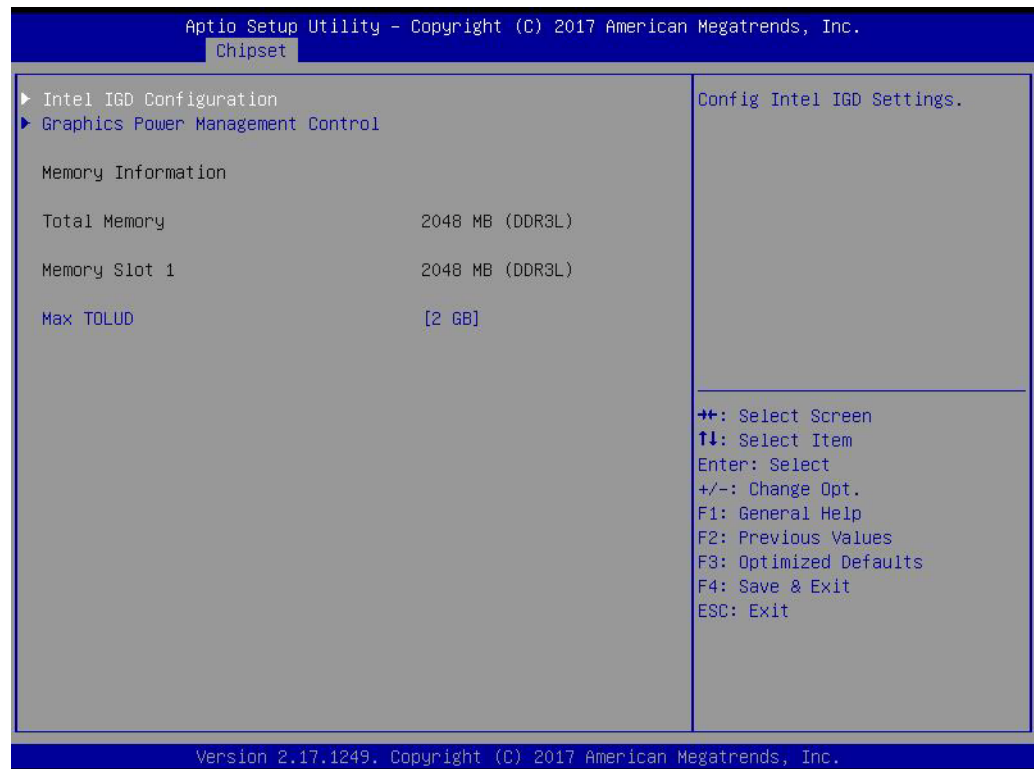 Aptio Setup Utility – Copyright (C) 2017 American Megatrends, Inc.
Chipset
▶ Intel IGD Configuration
▶ Graphics Power Management Control
Memory Information
Total Memory 2048 MB (DDR3L)
Memory Slot 1 2048 MB (DDR3L)
Max TOLUD [2 GB]
Config Intel IGD Settings.
→←: Select Screen
↑↓: Select Item
Enter: Select
+/-: Change Opt.
F1: General Help
F2: Previous Values
F3: Optimized Defaults
F4: Save & Exit
ESC: Exit
Version 2.17.1249. Copyright (C) 2017 American Megatrends, Inc.